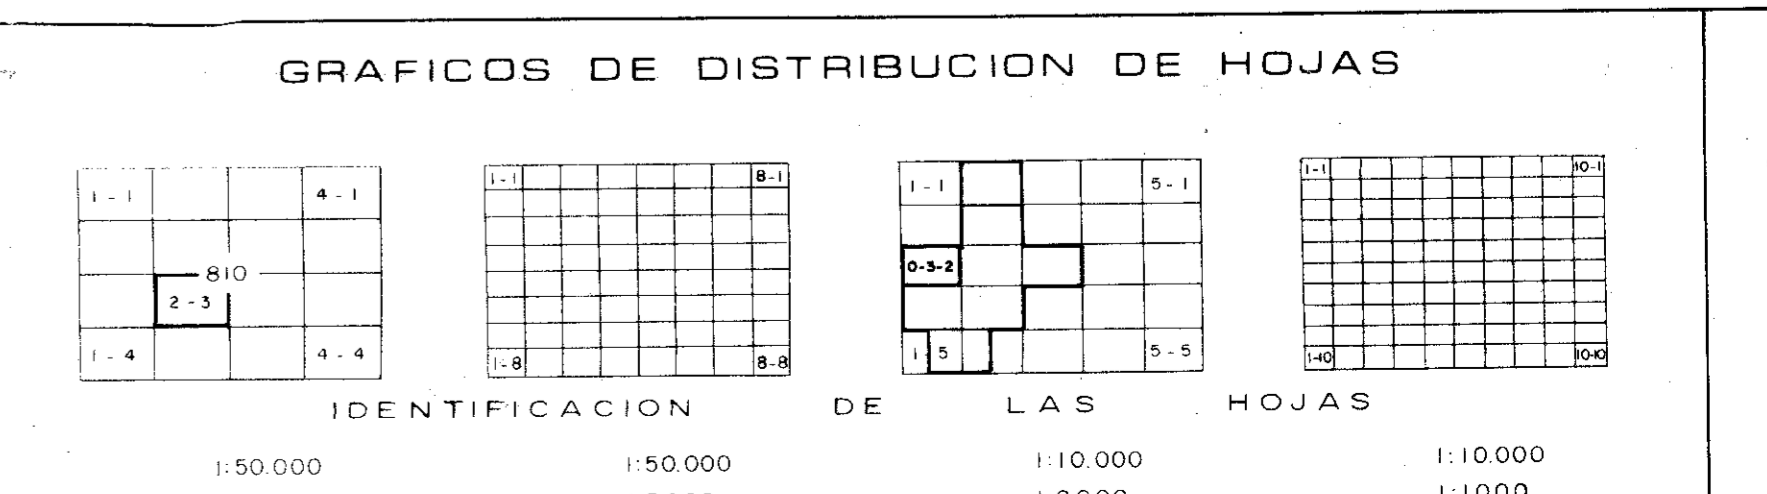 GRAFICOS DE DISTRIBUCION DE HOJAS
1-1 4-1 1-1 8-1 1-1 5-1 1-1 10-1
810 0-3-2
2-3
1-4 4-4 1-8 8-8 1 5 5-5 1-10 10-10
IDENTIFICACION DE LAS HOJAS
1:50.000 1:50.000 1:10.000 1:10.000
1:1000